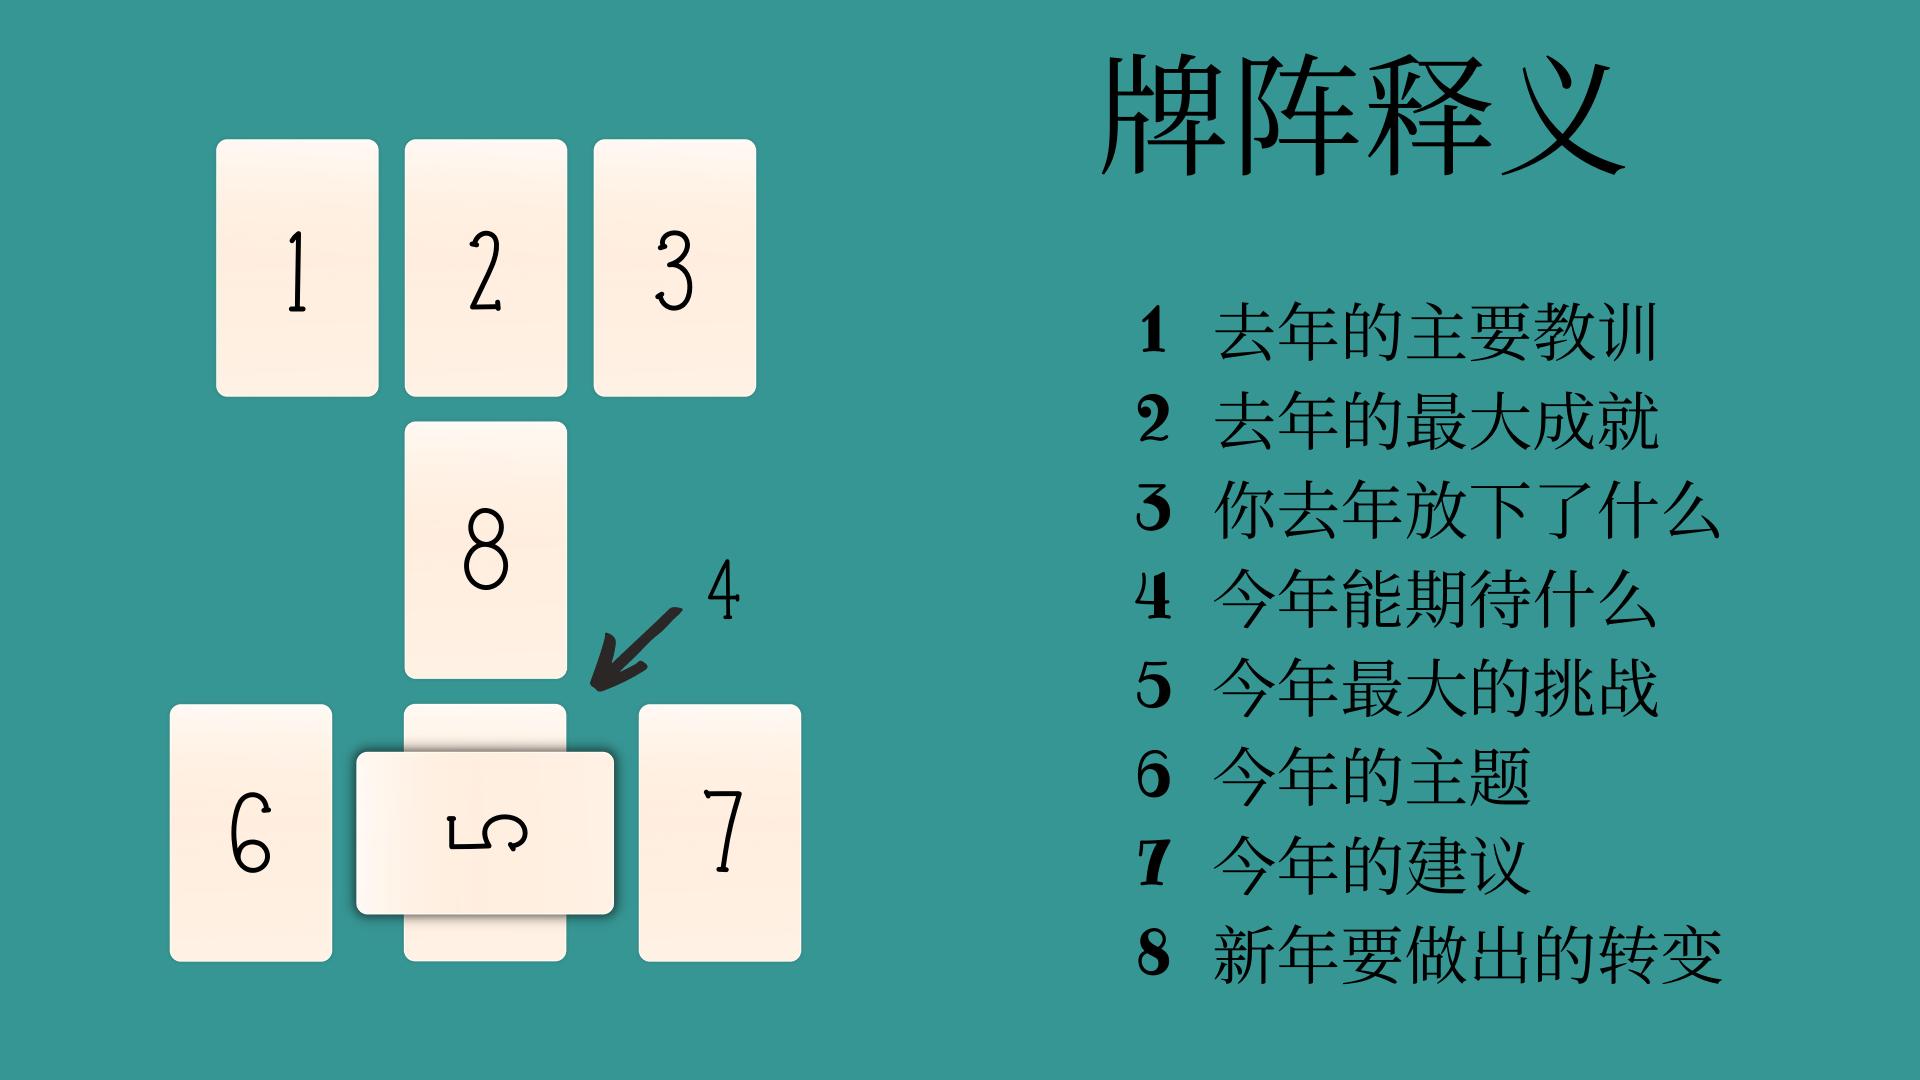 牌阵释义
1 2 3
8
4
6 5 7
1 去年的主要教训
2 去年的最大成就
3 你去年放下了什么
4 今年能期待什么
5 今年最大的挑战
6 今年的主题
7 今年的建议
8 新年要做出的转变